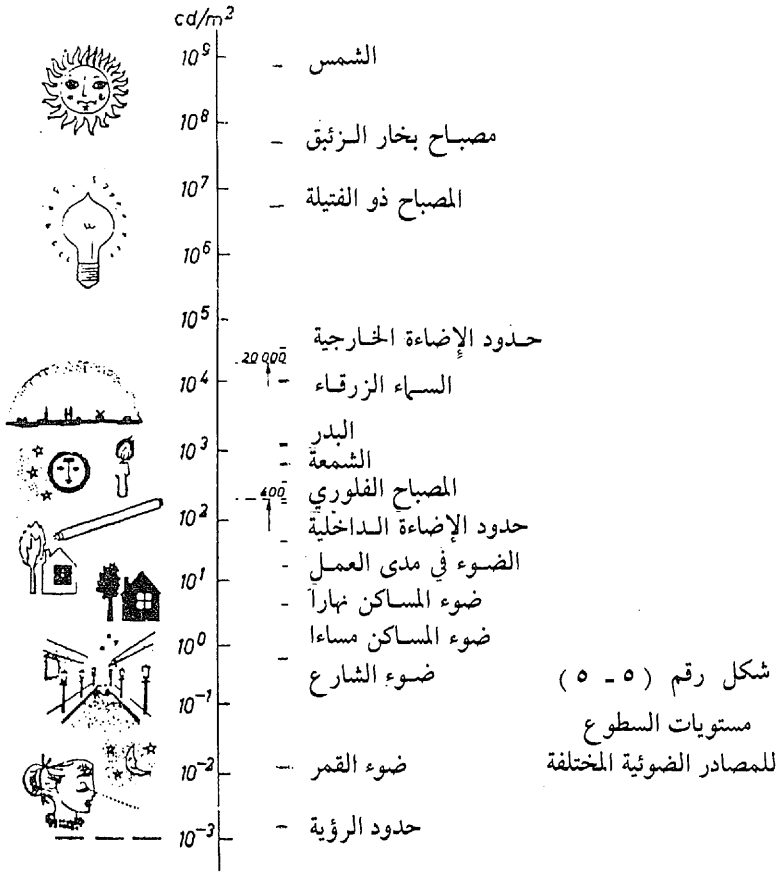 cd/m²
10⁹ - الشمس
10⁸
- مصباح بخار الزئبق
10⁷
- المصباح ذو الفتيلة
10⁶
10⁵
حدود الإضاءة الخارجية
20 000
10⁴ - السماء الزرقاء
10³ - البدر
- الشمعة
- المصباح الفلوري
400
10² حدود الإضاءة الداخلية
- الضوء في مدى العمل
10¹
- ضوء المساكن نهارا
10⁰ ضوء المساكن مساءا
- ضوء الشارع
10⁻¹
10⁻² - ضوء القمر
- حدود الرؤية
10⁻³
شكل رقم (٥ - ٥)
مستويات السطوع
للمصادر الضوئية المختلفة